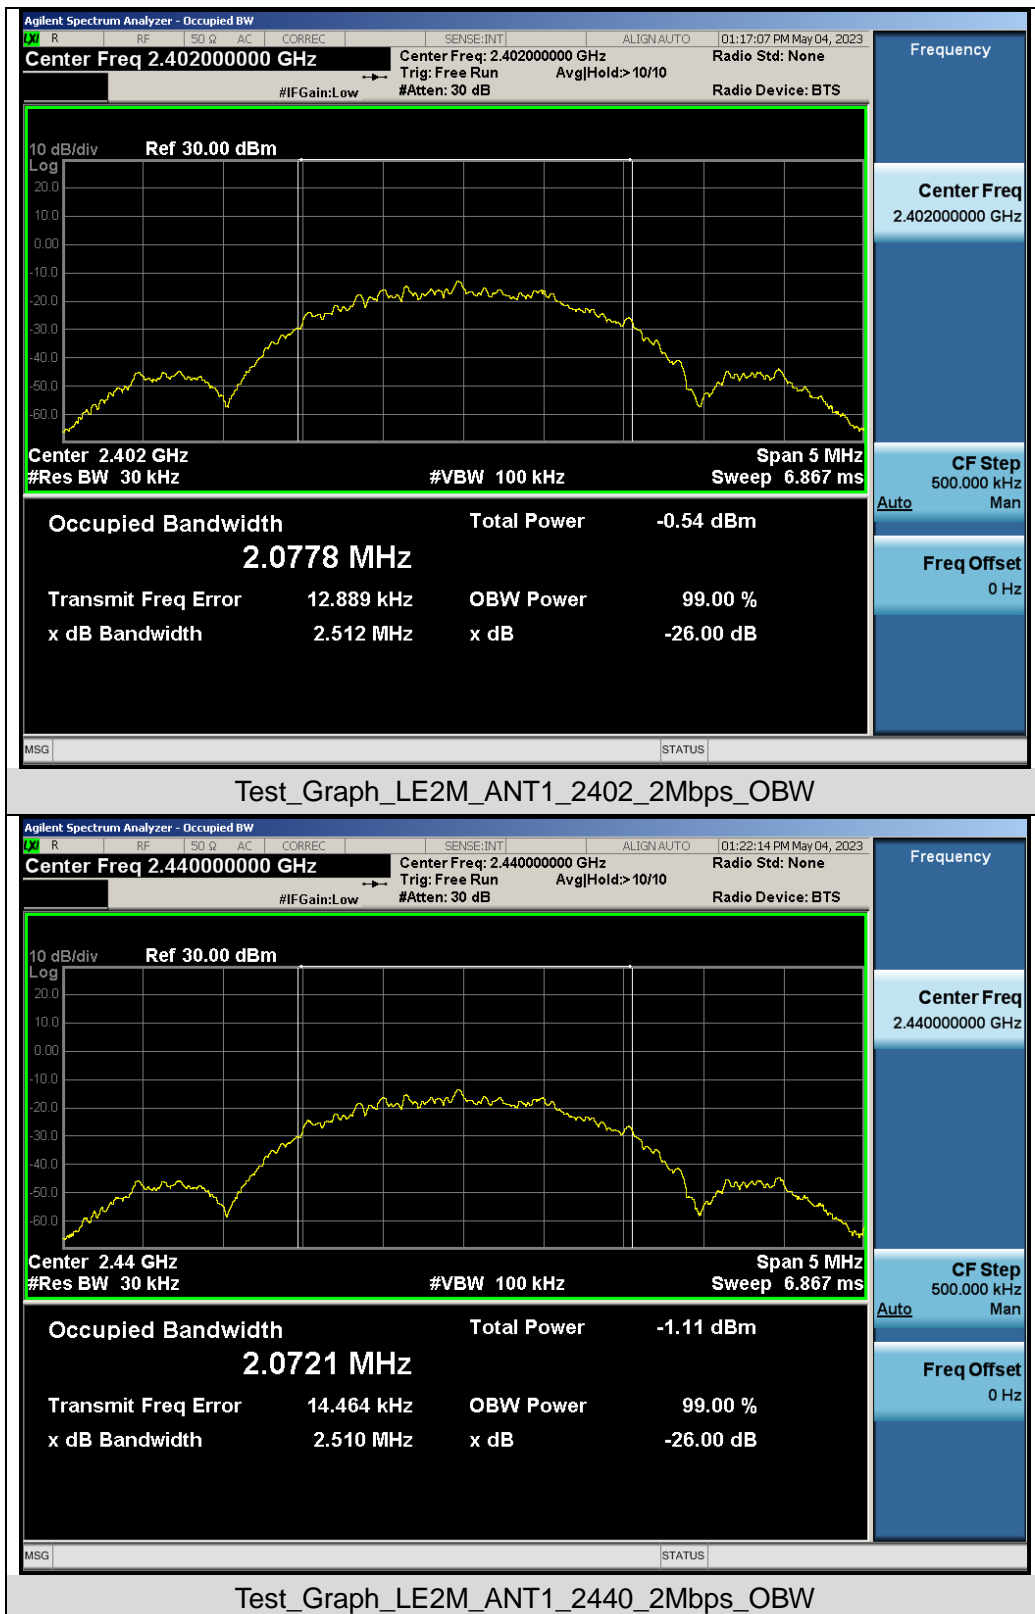 Agilent Spectrum Analyzer - Occupied BW
LXI R RF 50 Ω AC CORREC SENSE:INT ALIGN AUTO 01:17:07 PM May 04, 2023
Center Freq 2.402000000 GHz
Center Freq: 2.402000000 GHz
Radio Std: None
Trig: Free Run Avg|Hold:> 10/10
#IFGain:Low #Atten: 30 dB Radio Device: BTS
10 dB/div Ref 30.00 dBm
Log
20.0
10.0
0.00
-10.0
-20.0
-30.0
-40.0
-50.0
-60.0
Center 2.402 GHz Span 5 MHz
#Res BW 30 kHz #VBW 100 kHz Sweep 6.867 ms
Occupied Bandwidth Total Power -0.54 dBm
2.0778 MHz
Transmit Freq Error 12.889 kHz OBW Power 99.00 %
x dB Bandwidth 2.512 MHz x dB -26.00 dB
MSG STATUS
Frequency
Center Freq
2.402000000 GHz
CF Step
500.000 kHz
Auto Man
Freq Offset
0 Hz
Test_Graph_LE2M_ANT1_2402_2Mbps_OBW
Agilent Spectrum Analyzer - Occupied BW
LXI R RF 50 Ω AC CORREC SENSE:INT ALIGN AUTO 01:22:14 PM May 04, 2023
Center Freq 2.440000000 GHz
Center Freq: 2.440000000 GHz
Radio Std: None
Trig: Free Run Avg|Hold:> 10/10
#IFGain:Low #Atten: 30 dB Radio Device: BTS
10 dB/div Ref 30.00 dBm
Log
20.0
10.0
0.00
-10.0
-20.0
-30.0
-40.0
-50.0
-60.0
Center 2.44 GHz Span 5 MHz
#Res BW 30 kHz #VBW 100 kHz Sweep 6.867 ms
Occupied Bandwidth Total Power -1.11 dBm
2.0721 MHz
Transmit Freq Error 14.464 kHz OBW Power 99.00 %
x dB Bandwidth 2.510 MHz x dB -26.00 dB
MSG STATUS
Frequency
Center Freq
2.440000000 GHz
CF Step
500.000 kHz
Auto Man
Freq Offset
0 Hz
Test_Graph_LE2M_ANT1_2440_2Mbps_OBW